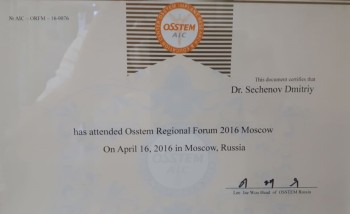 OSSTEM
AIC
This document certifies that
Dr. Sechenov Dmitriy
has attended Osstem Regional Forum 2016 Moscow
On April 16, 2016 in Moscow, Russia